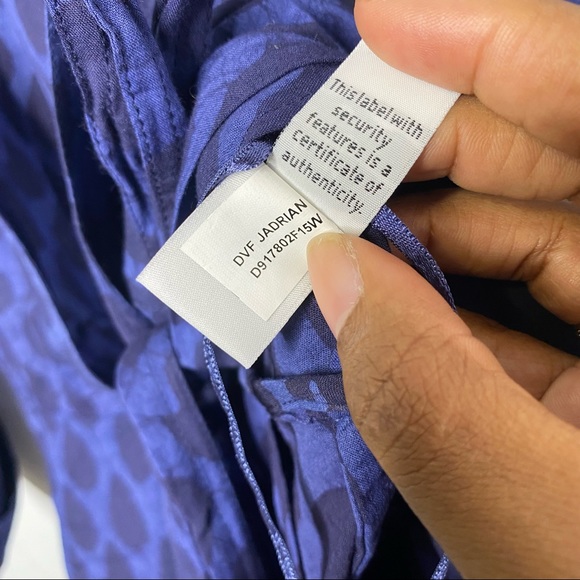 This label with
security
features is a
certificate of
authenticity.
DVF JADRIAN
D917802F15W